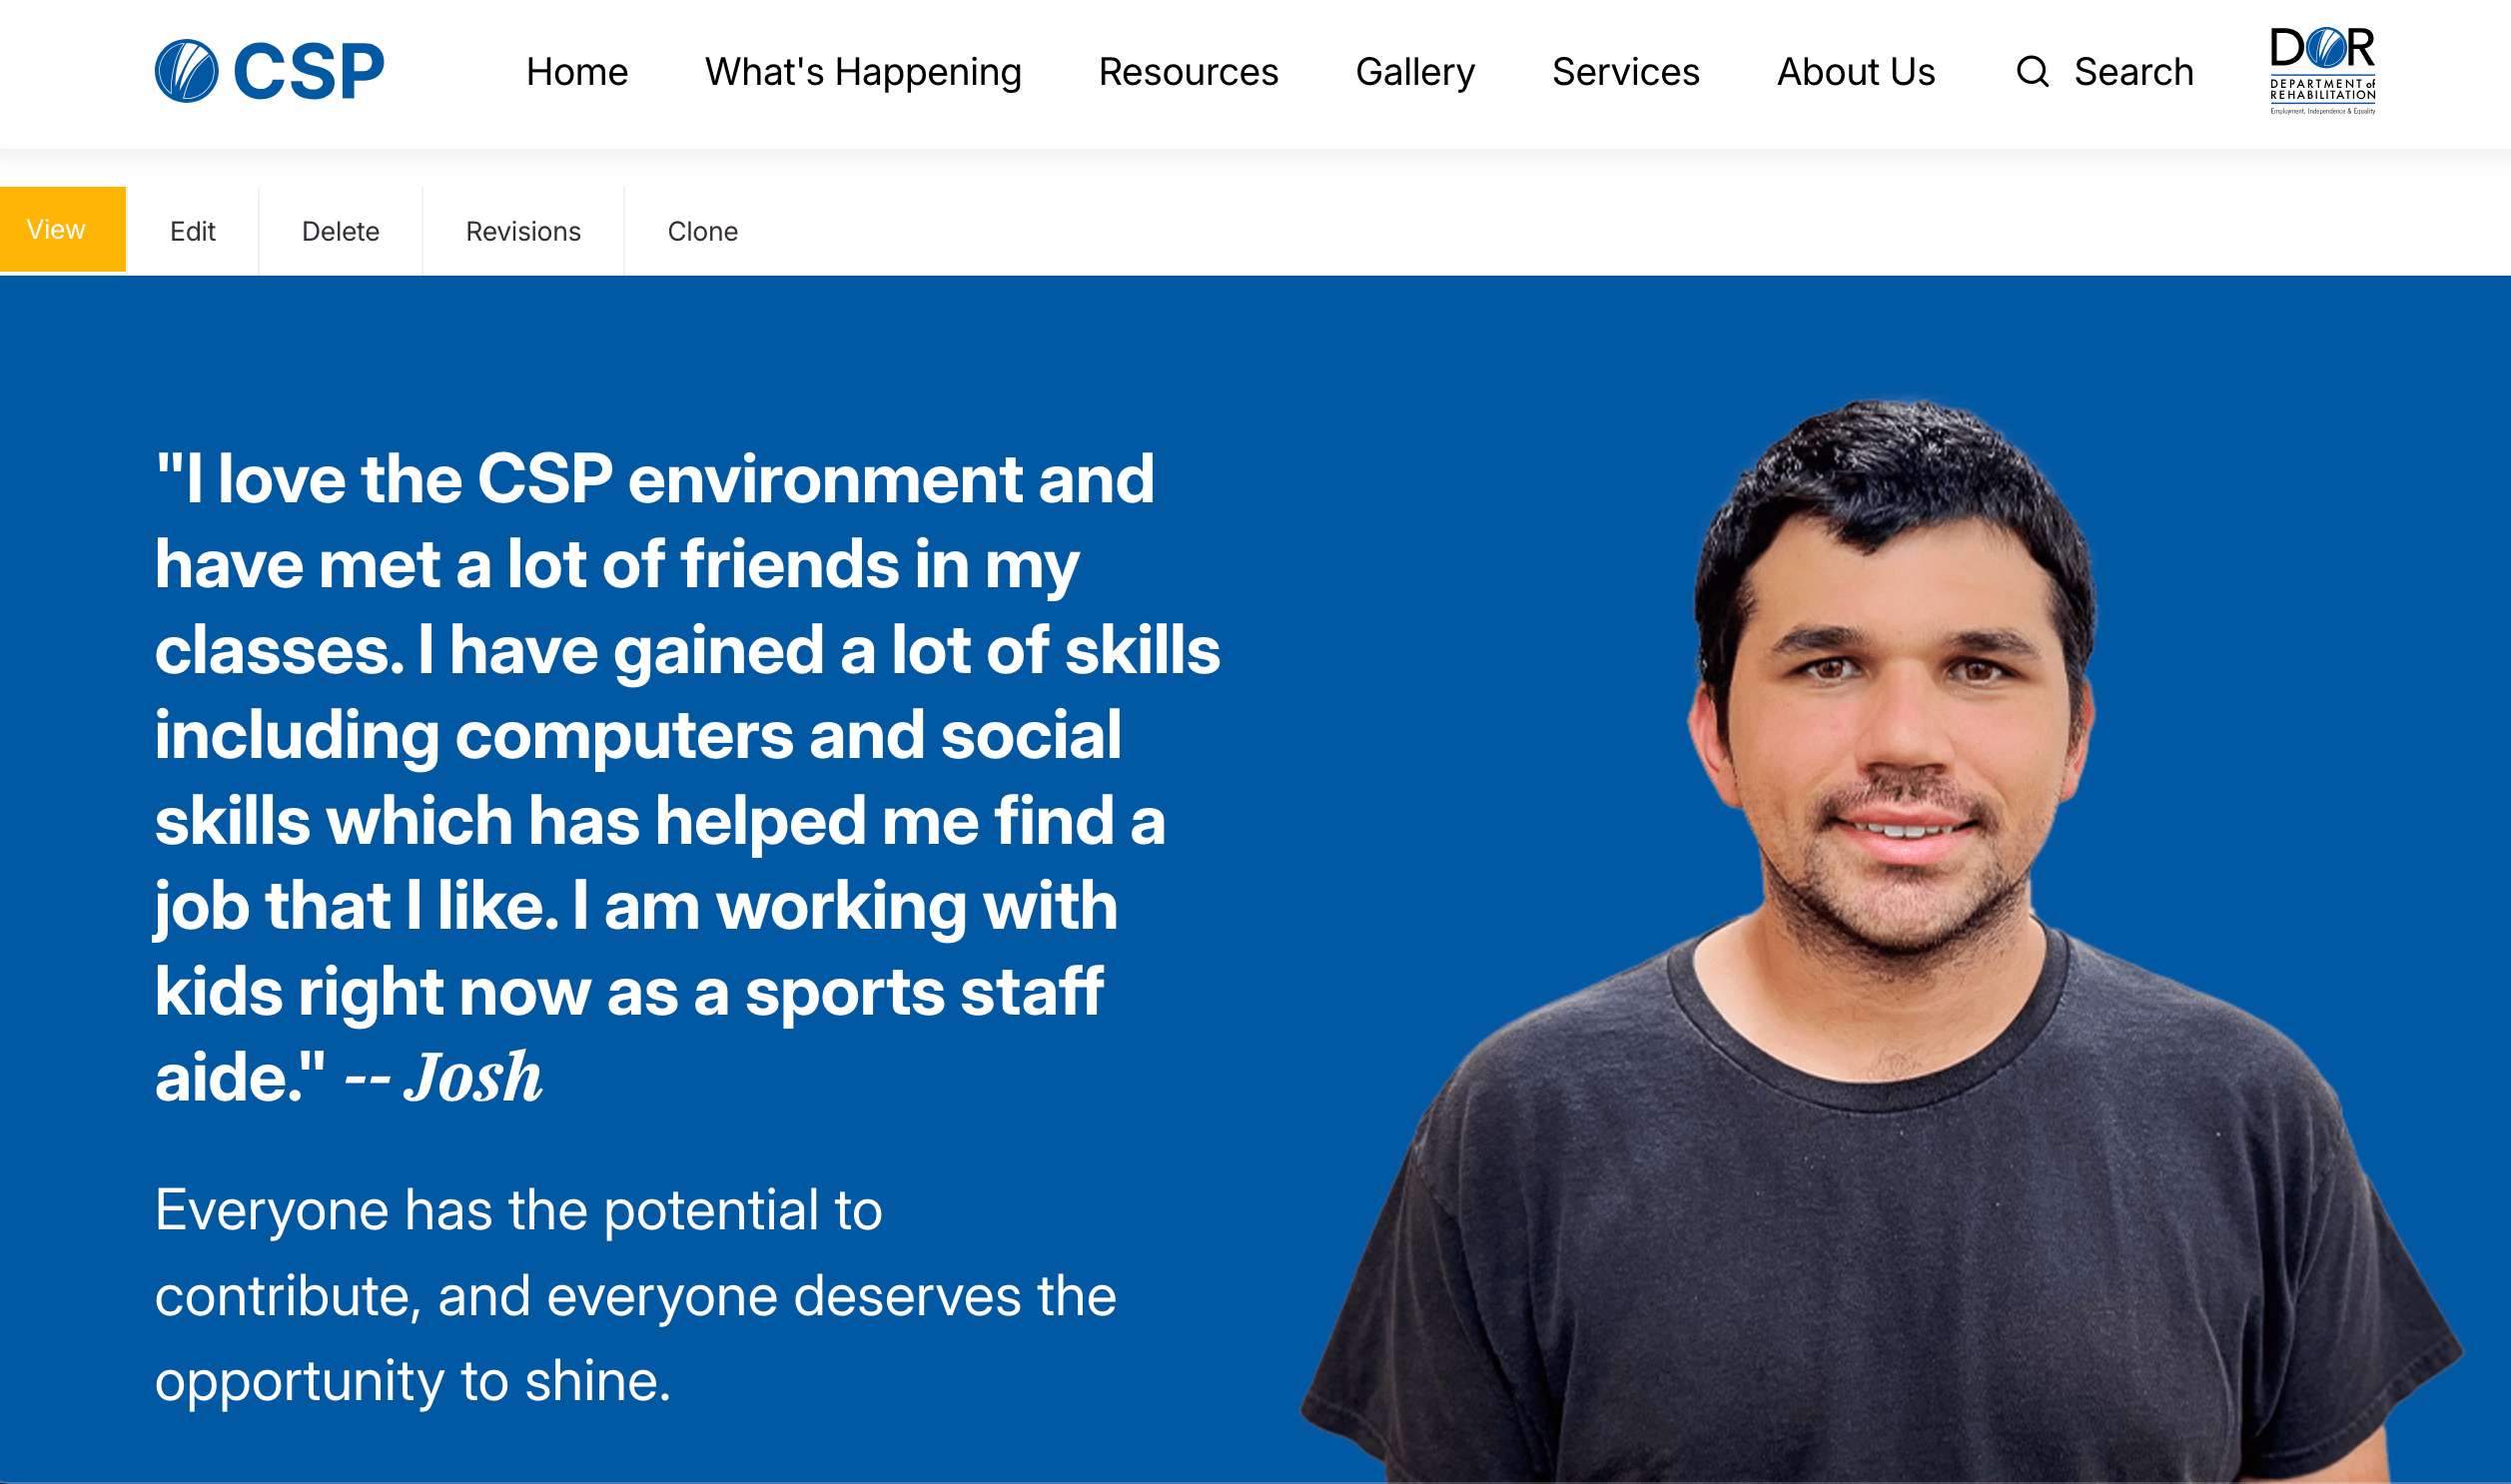 CSP
Home
What's Happening
Resources
Gallery
Services
About Us
Search
DOR
DEPARTMENT of
REHABILITATION
Employment, Independence & Equality
View
Edit
Delete
Revisions
Clone
"I love the CSP environment and
have met a lot of friends in my
classes. I have gained a lot of skills
including computers and social
skills which has helped me find a
job that I like. I am working with
kids right now as a sports staff
aide." -- Josh
Everyone has the potential to
contribute, and everyone deserves the
opportunity to shine.